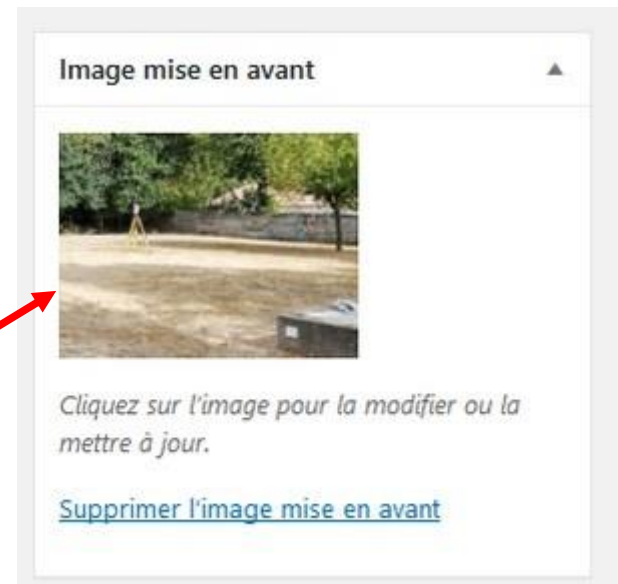 Image mise en avant
Cliquez sur l'image pour la modifier ou la
mettre à jour.
Supprimer l'image mise en avant